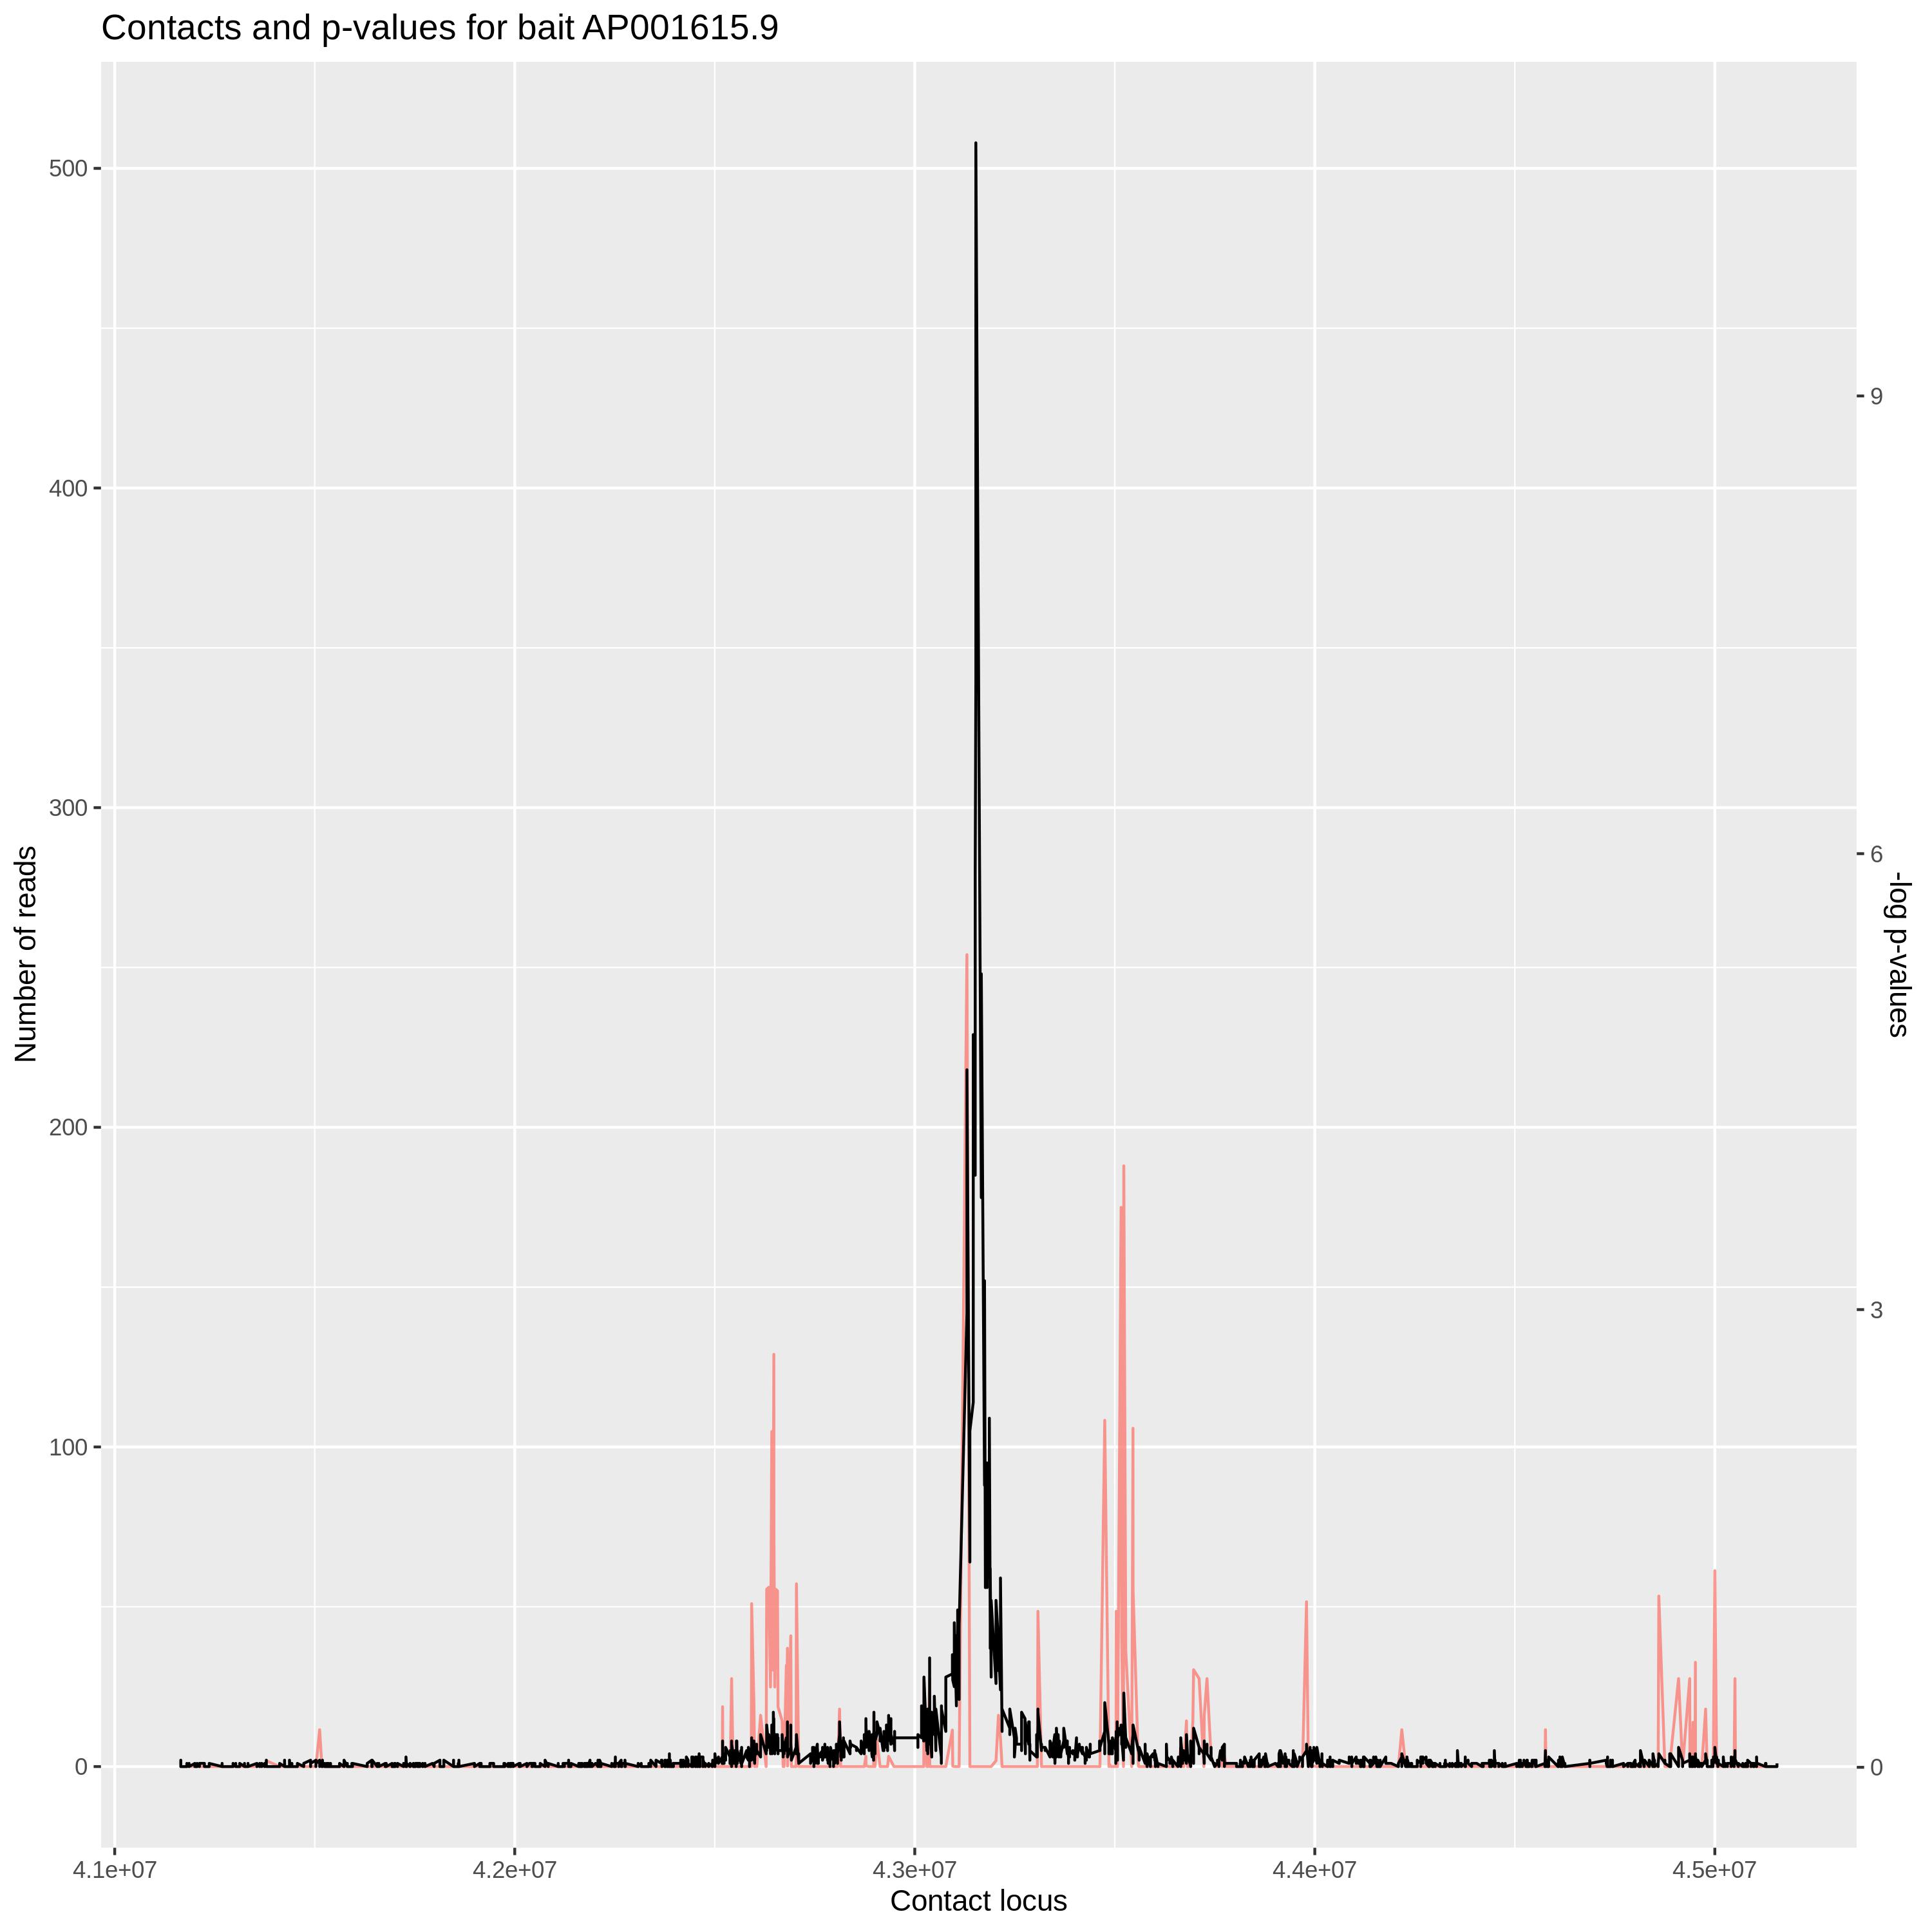 Contacts and p-values for bait AP001615.9
500
400
300
200
100
0
Number of reads
9
6
3
0
-log p-values
4.1e+07
4.2e+07
4.3e+07
4.4e+07
4.5e+07
Contact locus